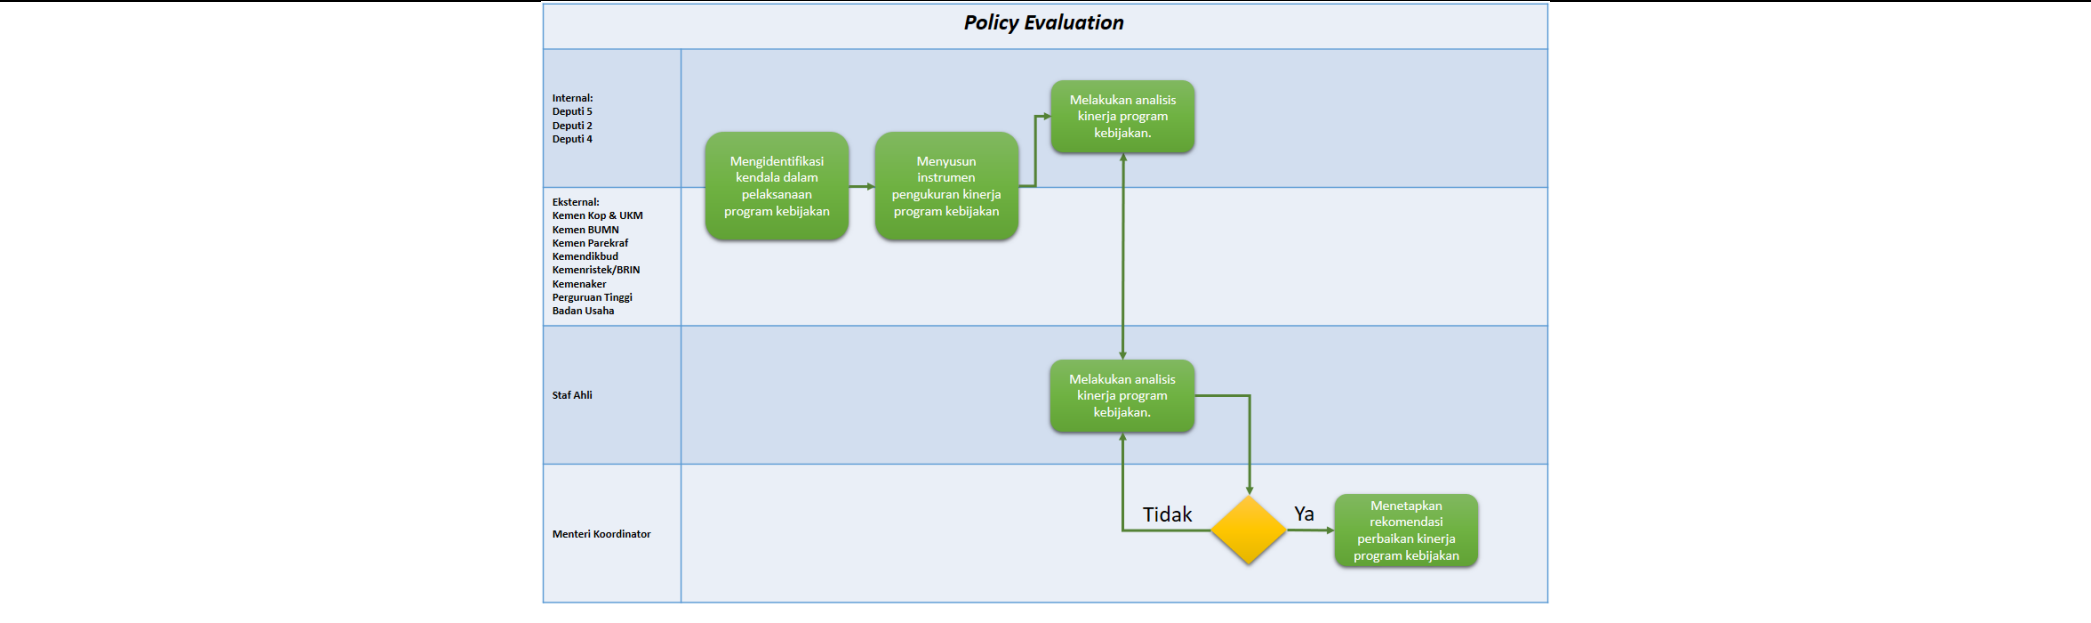 Policy Evaluation
Internal:
Deputi 5
Deputi 2
Deputi 4
Melakukan analisis
kinerja program
kebijakan.
Mengidentifikasi
kendala dalam
pelaksanaan
program kebijakan
Menyusun
instrumen
pengukuran kinerja
program kebijakan
Eksternal:
Kemen Kop & UKM
Kemen BUMN
Kemen Parekraf
Kemendikbud
Kemenristek/BRIN
Kemenaker
Perguruan Tinggi
Badan Usaha
Staf Ahli
Melakukan analisis
kinerja program
kebijakan.
Menteri Koordinator
Tidak
Ya
Menetapkan
rekomendasi
perbaikan kinerja
program kebijakan